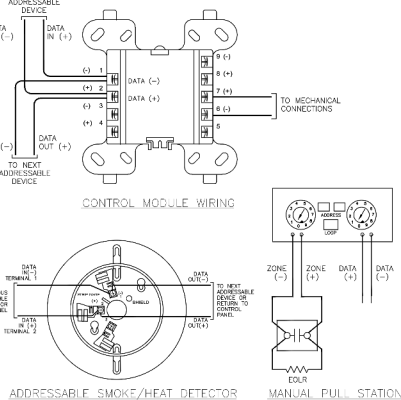 ADDRESSABLE
DEVICE
TA
(-)
DATA
IN (+)
(-) 1
(+) 2
(-) 3
(+) 4
DATA (-)
DATA (+)
9 (-)
8 (+)
7 (+)
6 (-)
5
TO MECHANICAL
CONNECTIONS
(-)
DATA
OUT (+)
TO NEXT
ADDRESSABLE
DEVICE
CONTROL MODULE WIRING
ADDRESS
LOOP
ZONE
(-)
ZONE
(+)
DATA
(+)
DATA
(-)
EOLR
MANUAL PULL STATION
DATA
IN(-)
TERMINAL 1
DATA
IN (+)
TERMINAL 2
SHIELD
DATA
OUT(-)
DATA
OUT(+)
TO NEXT
ADDRESSABLE
DEVICE OR
RETURN TO
CONTROL
PANEL
ADDRESSABLE SMOKE/HEAT DETECTOR